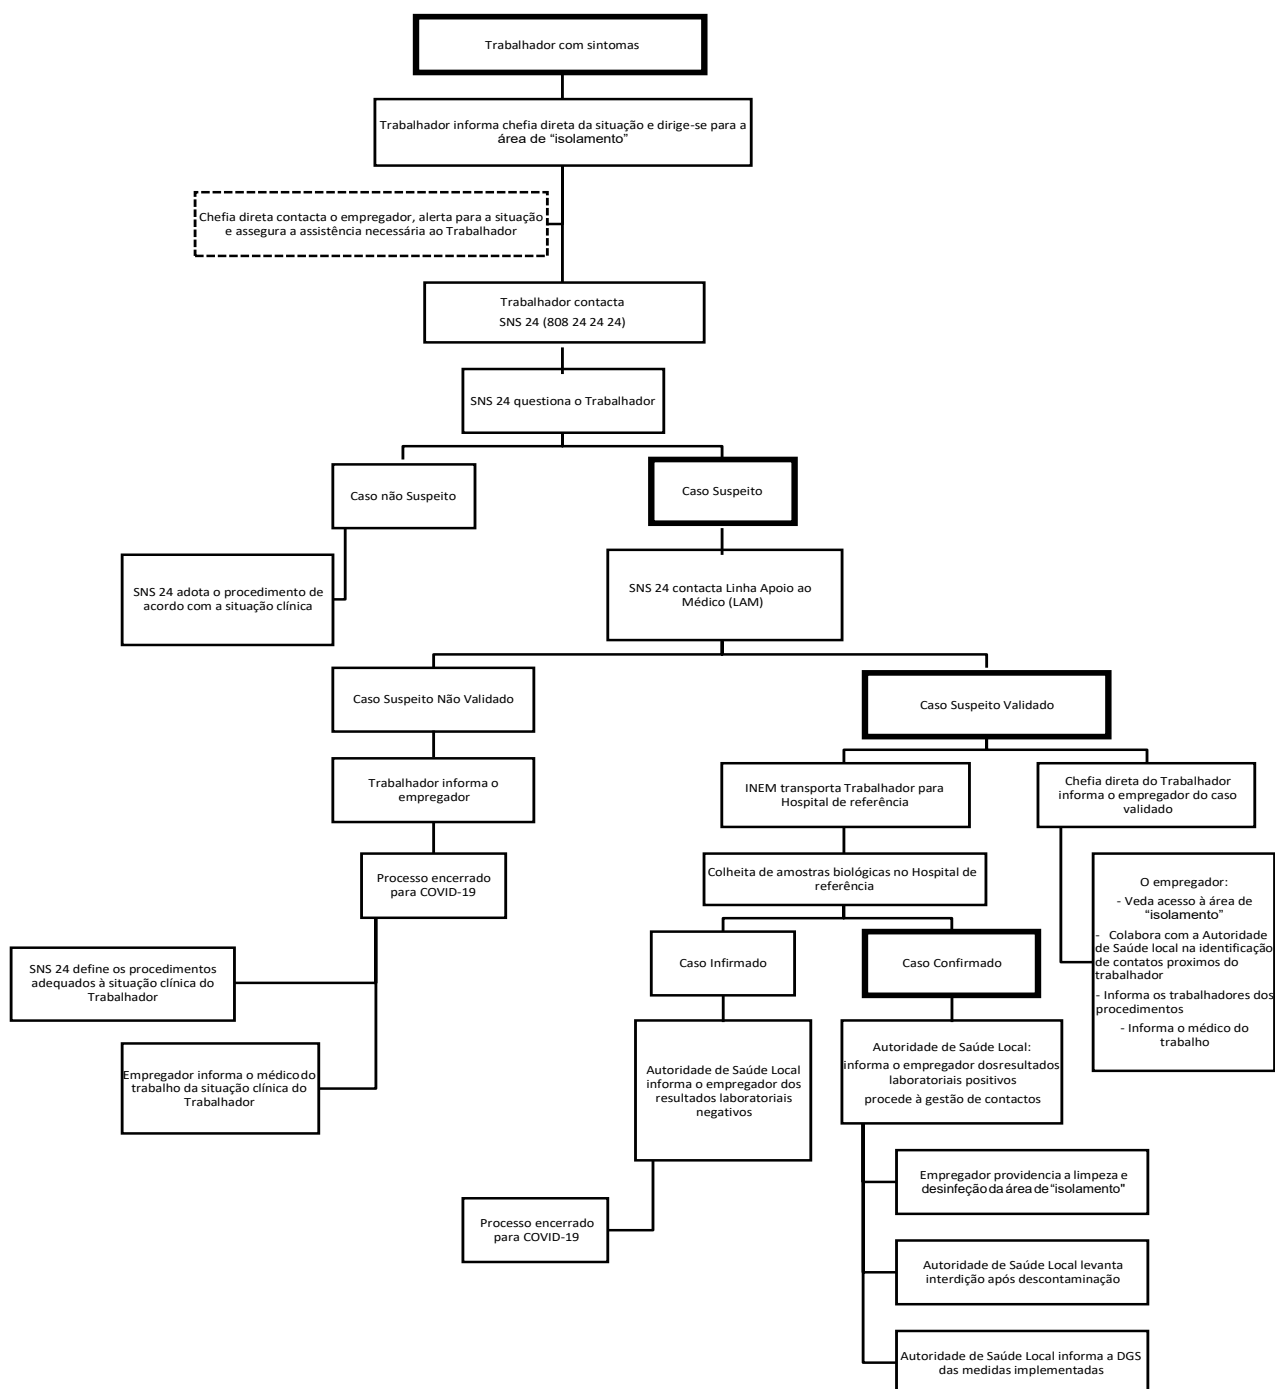 Trabalhador com sintomas
Trabalhador informa chefia direta da situação e dirige-se para a
área de “isolamento”
Chefia direta contacta o empregador, alerta para a situação
e assegura a assistência necessária ao Trabalhador
Trabalhador contacta
SNS 24 (808 24 24 24)
SNS 24 questiona o Trabalhador
Caso não Suspeito
Caso Suspeito
SNS 24 adota o procedimento de
acordo com a situação clínica
SNS 24 contacta Linha Apoio ao
Médico (LAM)
Caso Suspeito Não Validado
Caso Suspeito Validado
Trabalhador informa o
empregador
INEM transporta Trabalhador para
Hospital de referência
Chefia direta do Trabalhador
informa o empregador do caso
validado
Processo encerrado
para COVID-19
Colheita de amostras biológicas no Hospital de
referência
O empregador:
- Veda acesso à área de
“isolamento”
- Colabora com a Autoridade
de Saúde local na identificação
de contatos proximos do
trabalhador
- Informa os trabalhadores dos
procedimentos
- Informa o médico do
trabalho
SNS 24 define os procedimentos
adequados à situação clínica do
Trabalhador
Caso Infirmado
Caso Confirmado
Empregador informa o médico do
trabalho da situação clínica do
Trabalhador
Autoridade de Saúde Local
informa o empregador dos
resultados laboratoriais
negativos
Autoridade de Saúde Local:
informa o empregador dosresultados
laboratoriais positivos
procede à gestão de contactos
Empregador providencia a limpeza e
desinfeção da área de “isolamento”
Processo encerrado
para COVID-19
Autoridade de Saúde Local levanta
interdição após descontaminação
Autoridade de Saúde Local informa a DGS
das medidas implementadas